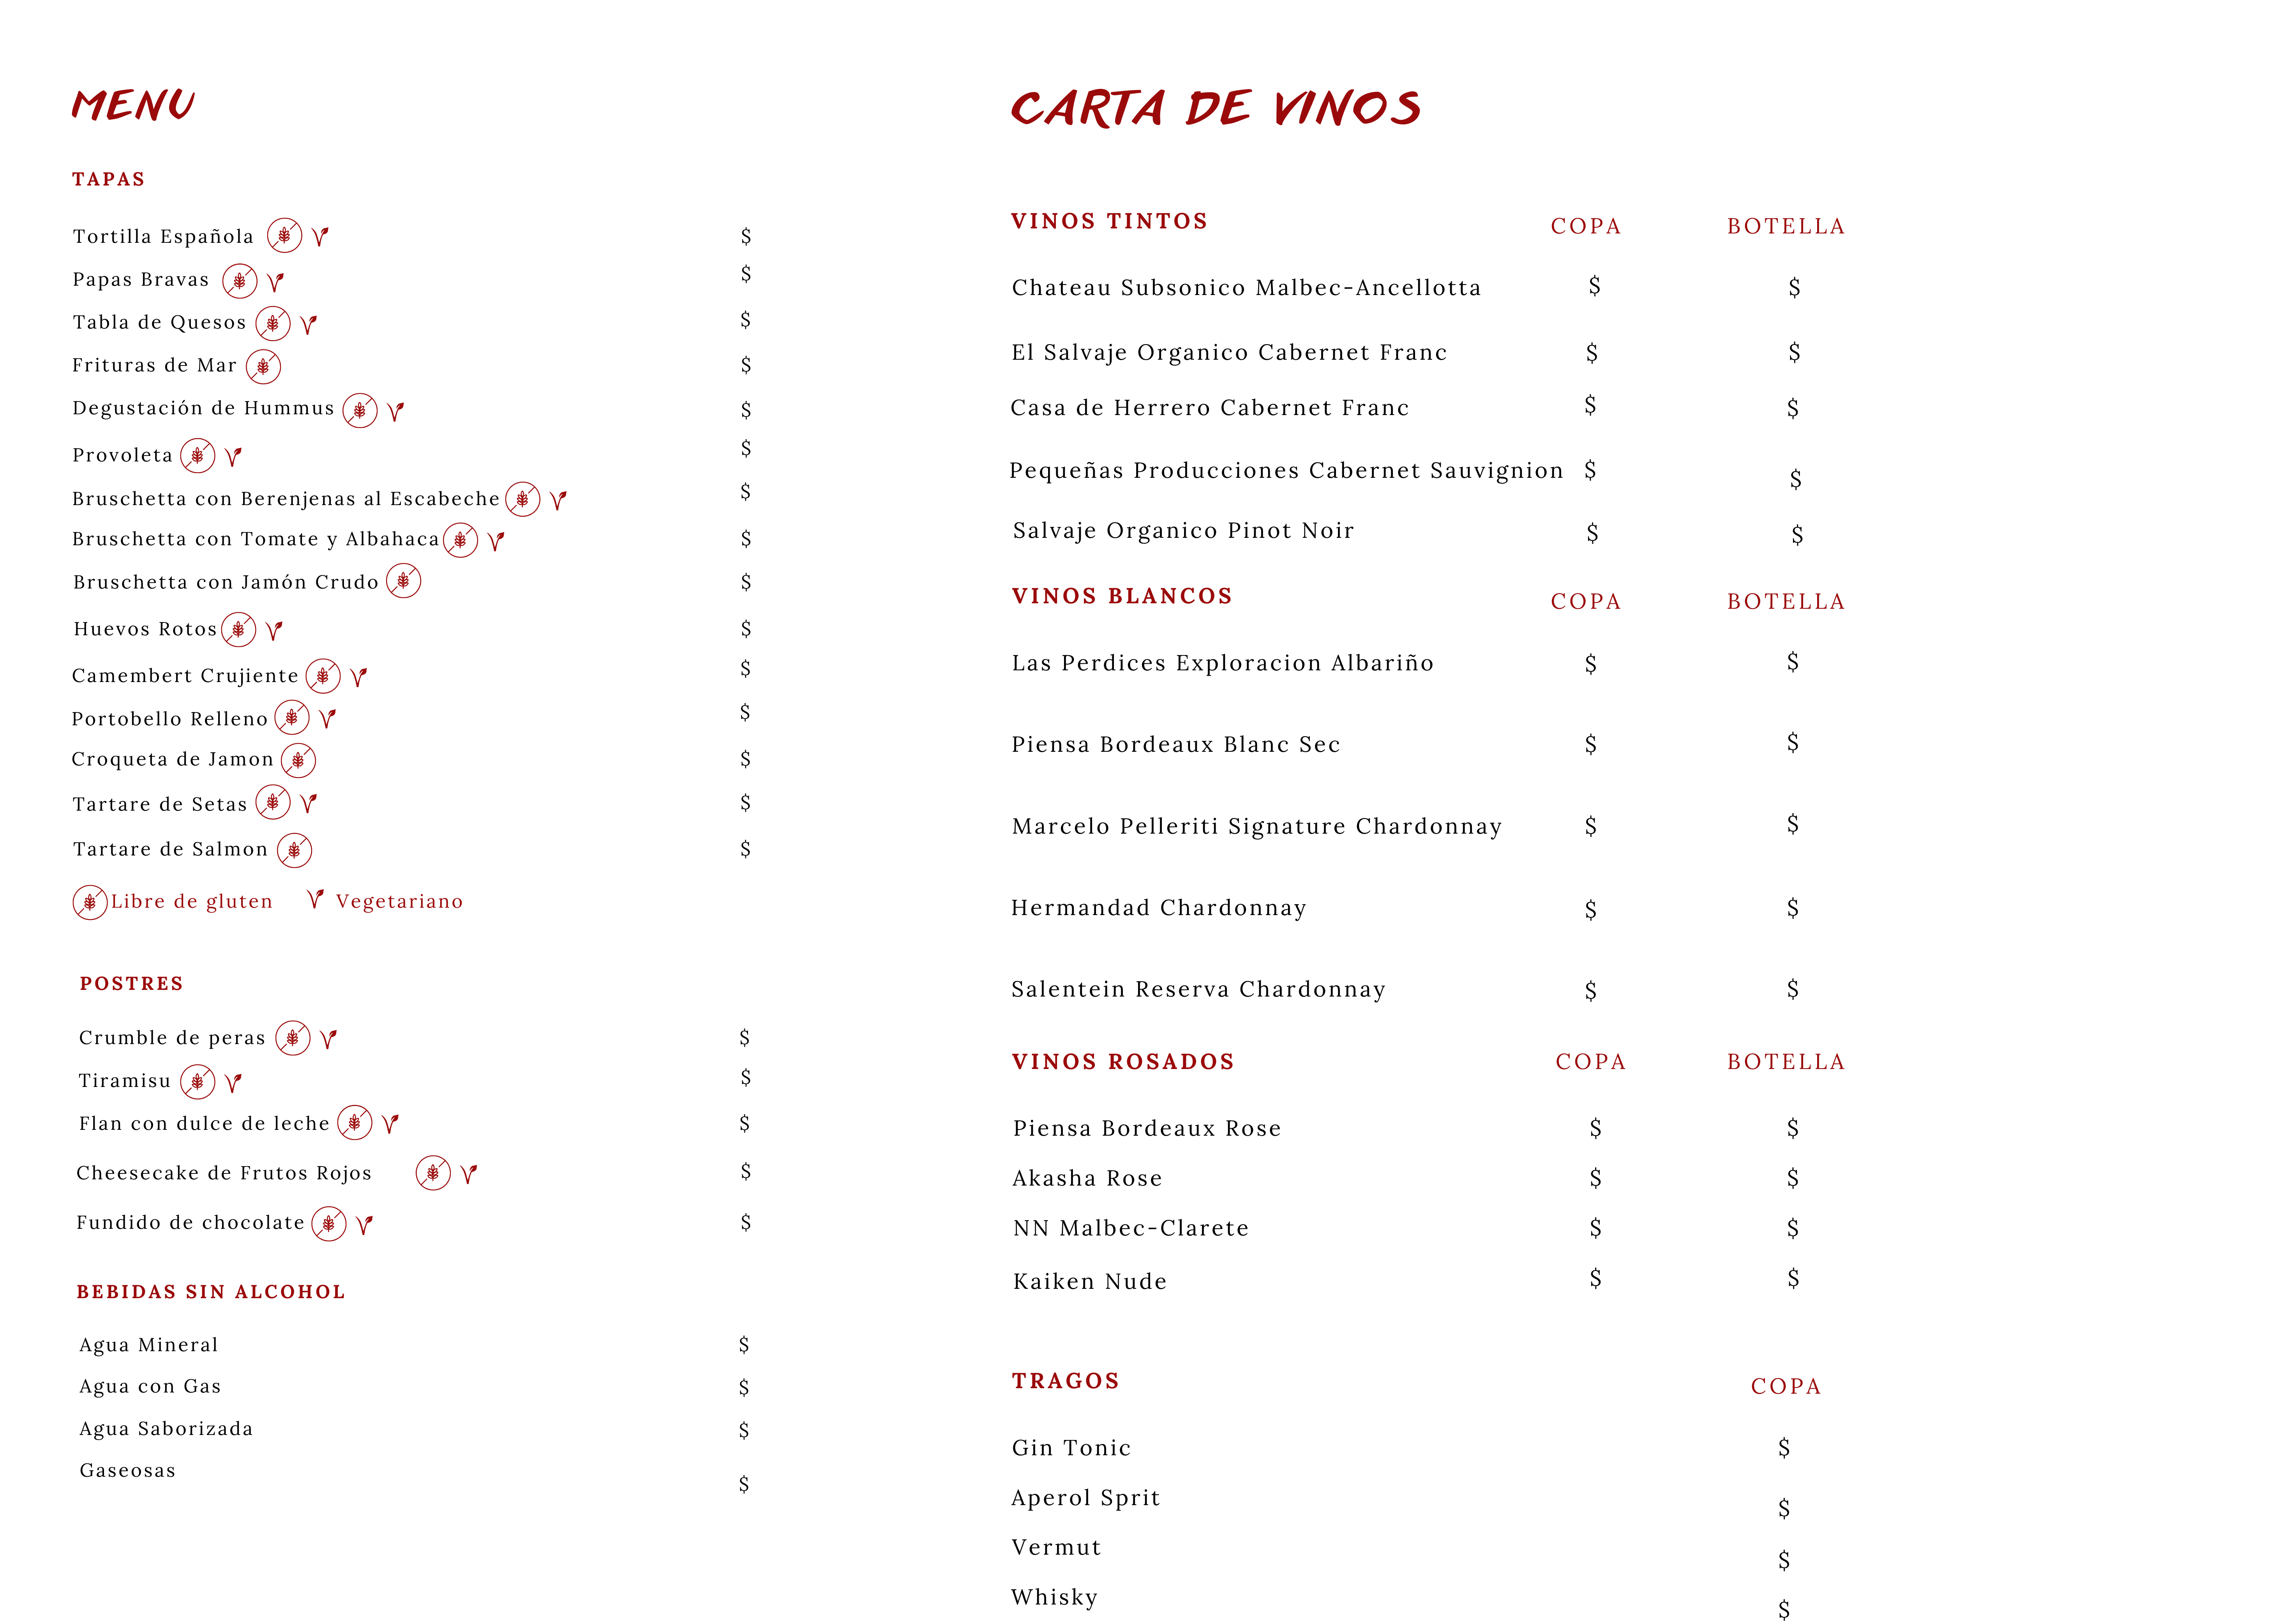 MENU
TAPAS
Tortilla Española $
Papas Bravas $
Tabla de Quesos $
Frituras de Mar $
Degustación de Hummus $
Provoleta $
Bruschetta con Berenjenas al Escabeche $
Bruschetta con Tomate y Albahaca $
Bruschetta con Jamón Crudo $
Huevos Rotos $
Camembert Crujiente $
Portobello Relleno $
Croqueta de Jamon $
Tartare de Setas $
Tartare de Salmon $
Libre de gluten V Vegetariano
POSTRES
Crumble de peras $
Tiramisu $
Flan con dulce de leche $
Cheesecake de Frutos Rojos $
Fundido de chocolate $
BEBIDAS SIN ALCOHOL
Agua Mineral $
Agua con Gas $
Agua Saborizada $
Gaseosas $
CARTA DE VINOS
VINOS TINTOS COPA BOTELLA
Chateau Subsonico Malbec-Ancellotta $ $
El Salvaje Organico Cabernet Franc $ $
Casa de Herrero Cabernet Franc $ $
Pequeñas Producciones Cabernet Sauvignion $ $
Salvaje Organico Pinot Noir $ $
VINOS BLANCOS COPA BOTELLA
Las Perdices Exploracion Albariño $ $
Piensa Bordeaux Blanc Sec $ $
Marcelo Pelleriti Signature Chardonnay $ $
Hermandad Chardonnay $ $
Salentein Reserva Chardonnay $ $
VINOS ROSADOS COPA BOTELLA
Piensa Bordeaux Rose $ $
Akasha Rose $ $
NN Malbec-Clarete $ $
Kaiken Nude $ $
TRAGOS COPA
Gin Tonic $
Aperol Sprit $
Vermut $
Whisky $